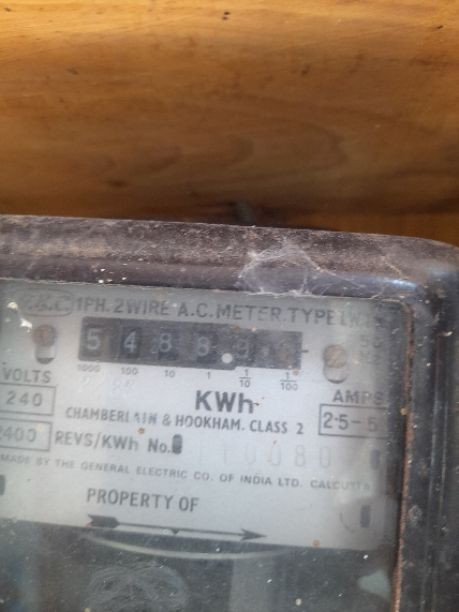 1PH. 2WIRE A.C. METER. TYPE
5 4 8 8 9
1000 100 10 1 1/10 1/100
VOLTS
240
KWh
AMPS
2·5-5
CHAMBERLAIN & HOOKHAM. CLASS 2
2400 REVS/KWh No.
MADE BY THE GENERAL ELECTRIC CO. OF INDIA LTD. CALCUTTA
PROPERTY OF